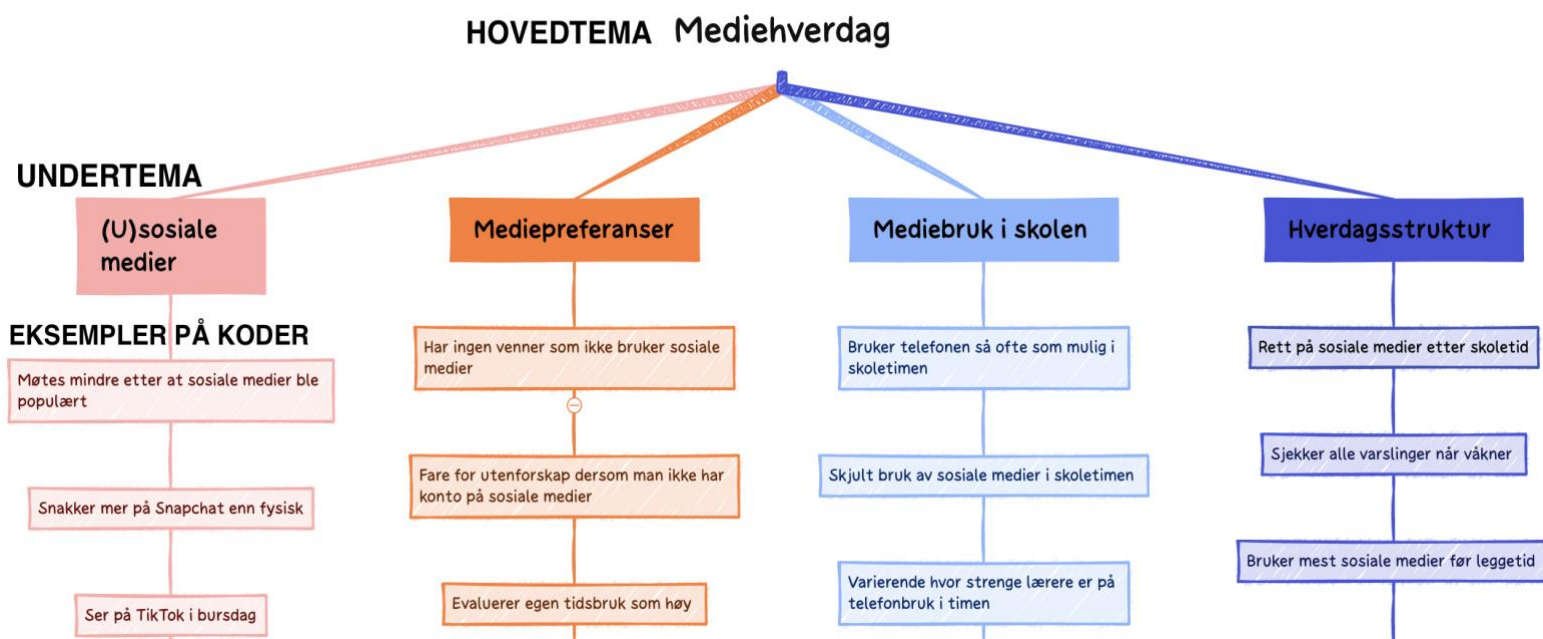 HOVEDTEMA Mediehverdag
UNDERTEMA
(U)sosiale
medier
Mediepreferanser
Mediebruk i skolen
Hverdagsstruktur
EKSEMPLER PÅ KODER
Møtes mindre etter at sosiale medier ble
populært
Snakker mer på Snapchat enn fysisk
Ser på TikTok i bursdag
Har ingen venner som ikke bruker sosiale
medier
Fare for utenforskap dersom man ikke har
konto på sosiale medier
Evaluerer egen tidsbruk som høy
Bruker telefonen så ofte som mulig i
skoletimen
Skjult bruk av sosiale medier i skoletimen
Varierende hvor strenge lærere er på
telefonbruk i timen
Rett på sosiale medier etter skoletid
Sjekker alle varslinger når våkner
Bruker mest sosiale medier før leggetid